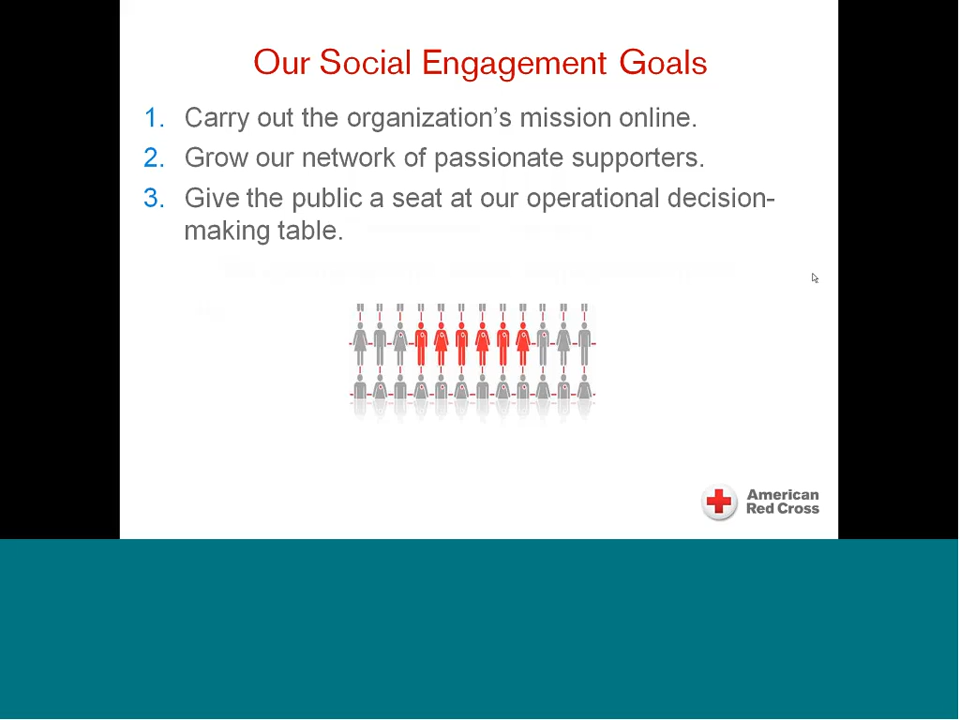 Our Social Engagement Goals
1. Carry out the organization's mission online.
2. Grow our network of passionate supporters.
3. Give the public a seat at our operational decision-
making table.
American
Red Cross